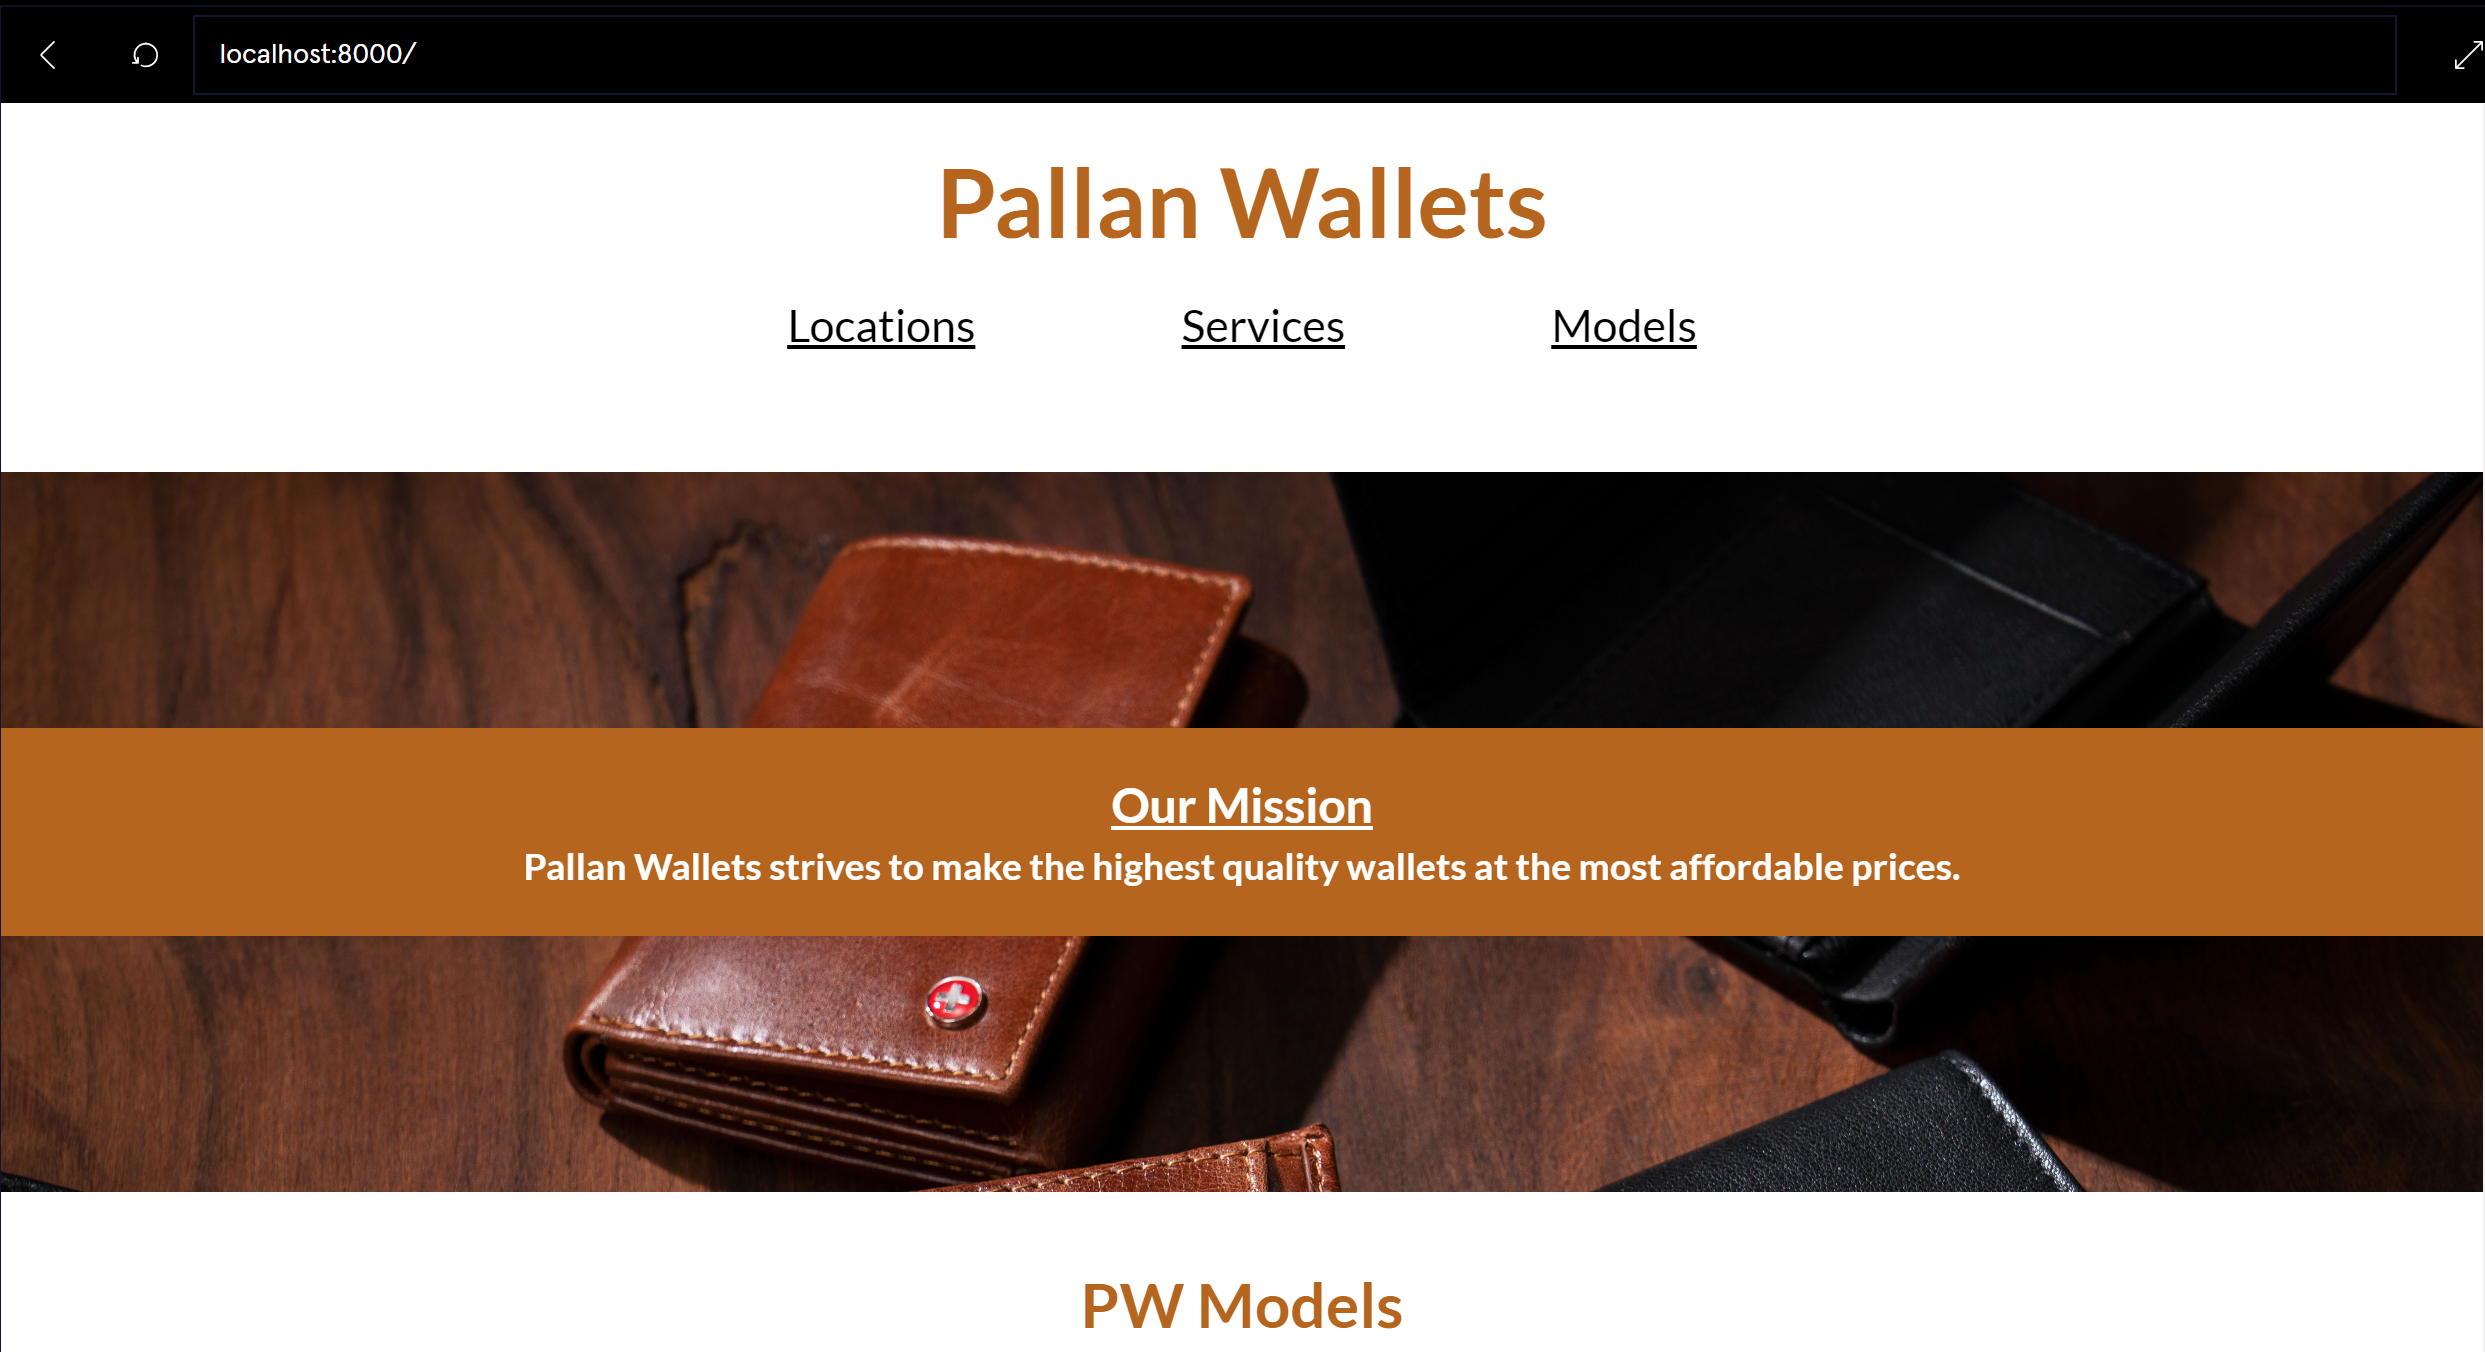 localhost:8000/
Pallan Wallets
Locations Services Models
Our Mission
Pallan Wallets strives to make the highest quality wallets at the most affordable prices.
PW Models